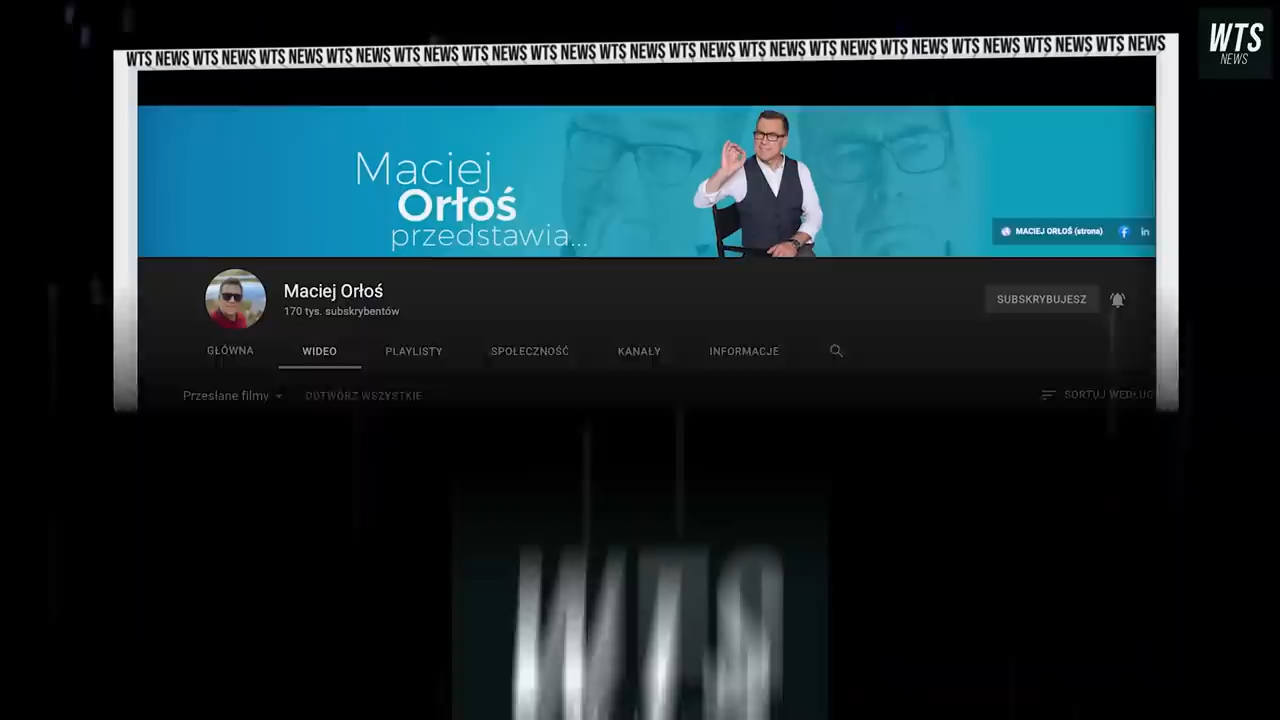 WTS NEWS WTS NEWS WTS NEWS WTS NEWS WTS NEWS WTS NEWS WTS NEWS WTS NEWS WTS NEWS WTS NEWS WTS NEWS WTS NEWS WTS NEWS WTS NEWS WTS NEWS
WTS
NEWS
Maciej
Orłoś
przedstawia...
MACIEJ ORŁOŚ (strona)
Maciej Orłoś
170 tys. subskrybentów
SUBSKRYBUJESZ
GŁÓWNA WIDEO PLAYLISTY SPOŁECZNOŚĆ KANAŁY INFORMACJE
Przesłane filmy ODTWÓRZ WSZYSTKIE SORTUJ WEDŁUG
WTS